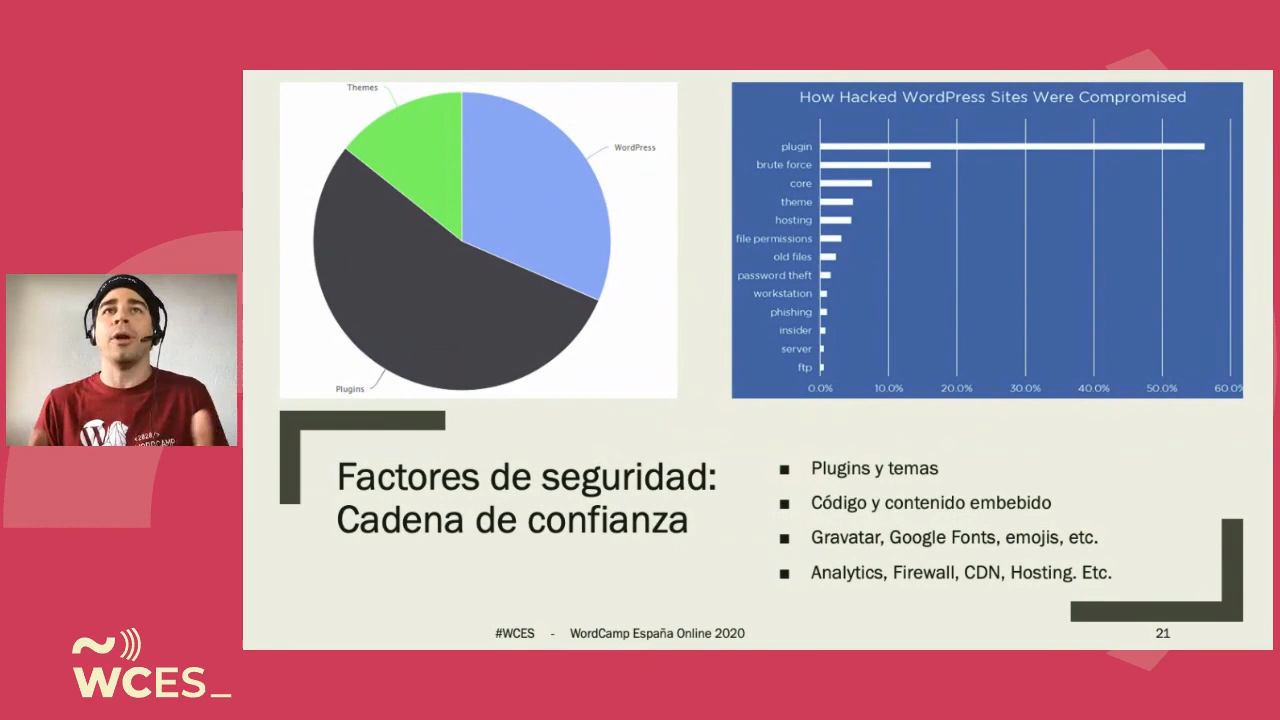 Themes
WordPress
Plugins
How Hacked WordPress Sites Were Compromised
plugin
brute force
core
theme
hosting
file permissions
old files
password theft
workstation
phishing
insider
server
ftp
0.0% 10.0% 20.0% 30.0% 40.0% 50.0% 60.0%
Factores de seguridad:
Cadena de confianza
■ Plugins y temas
■ Código y contenido embebido
■ Gravatar, Google Fonts, emojis, etc.
■ Analytics, Firewall, CDN, Hosting. Etc.
#WCES - WordCamp España Online 2020
21
<2020/>
WORDCAMP
WCES_